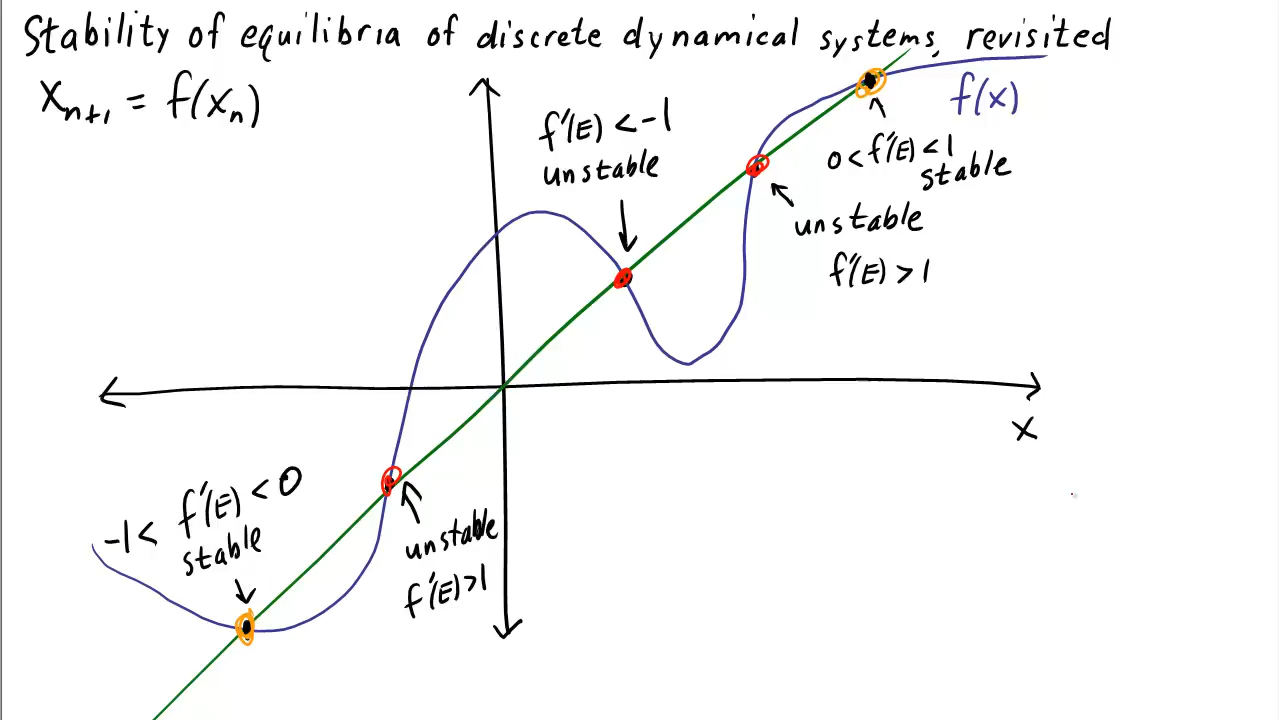 Stability of equilibria of discrete dynamical systems, revisited
xₙ₊₁ = f(xₙ)
f(x)
f'(E) < -1
unstable
0 < f'(E) < 1
stable
unstable
f'(E) > 1
x
-1 < f'(E) < 0
stable
unstable
f'(E) > 1